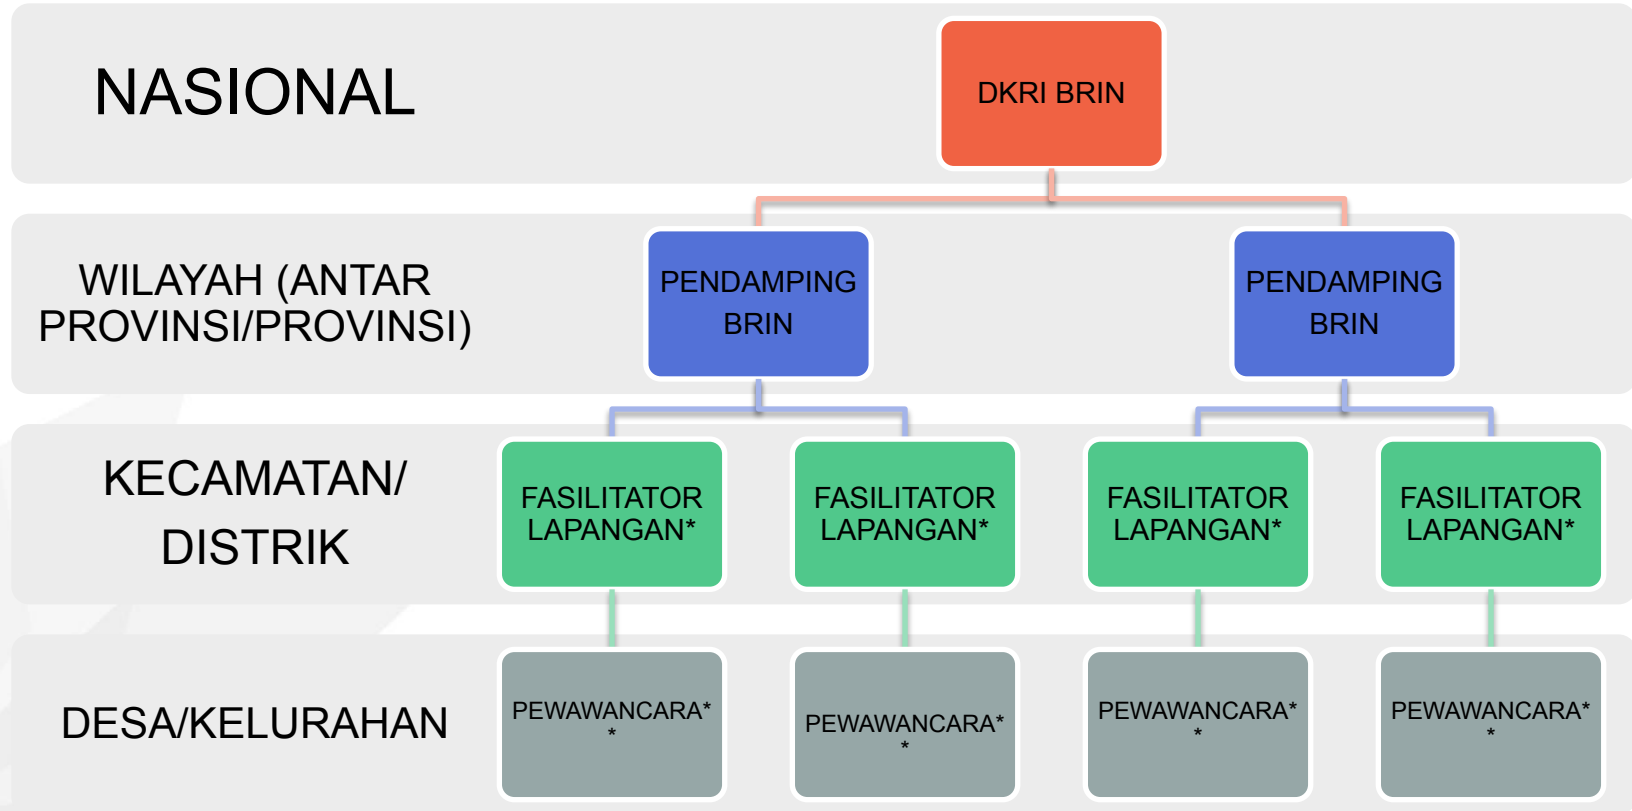 NASIONAL
DKRI BRIN
WILAYAH (ANTAR
PROVINSI/PROVINSI)
PENDAMPING
BRIN
PENDAMPING
BRIN
KECAMATAN/
DISTRIK
FASILITATOR
LAPANGAN*
FASILITATOR
LAPANGAN*
FASILITATOR
LAPANGAN*
FASILITATOR
LAPANGAN*
DESA/KELURAHAN
PEWAWANCARA*
*
PEWAWANCARA*
*
PEWAWANCARA*
*
PEWAWANCARA*
*